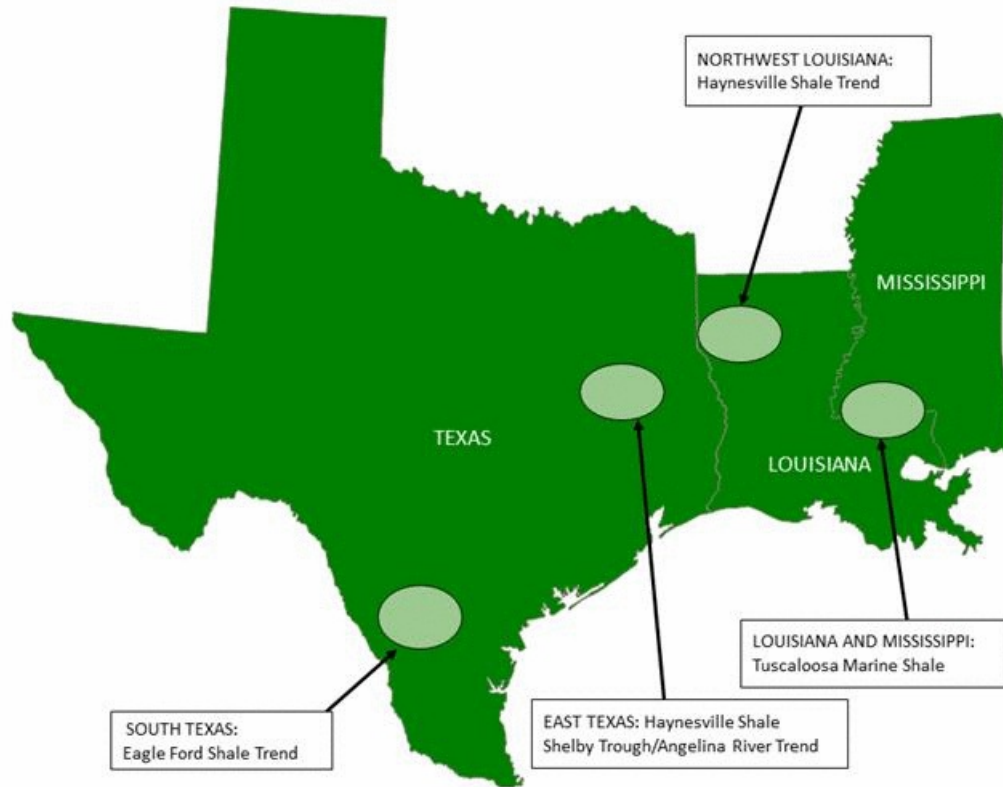 NORTHWEST LOUISIANA:
Haynesville Shale Trend
MISSISSIPPI
TEXAS
LOUISIANA
LOUISIANA AND MISSISSIPPI:
Tuscaloosa Marine Shale
SOUTH TEXAS:
Eagle Ford Shale Trend
EAST TEXAS: Haynesville Shale
Shelby Trough/Angelina River Trend